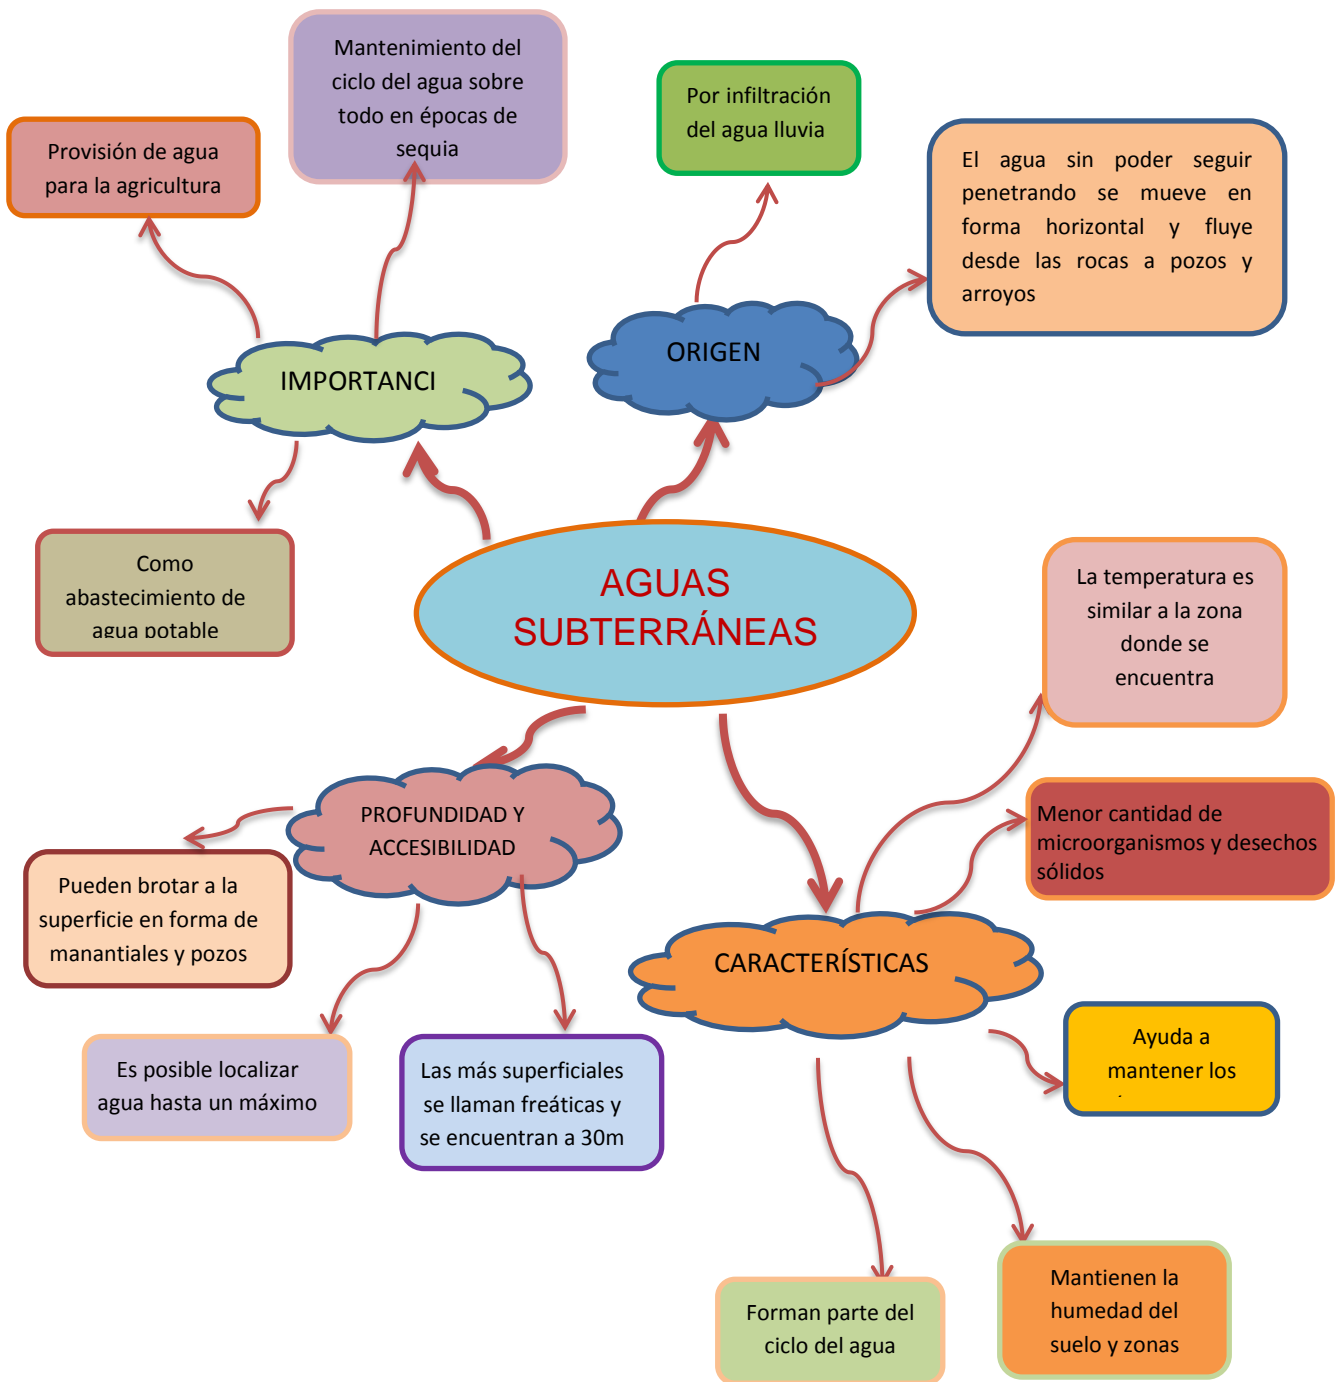 Mantenimiento del
ciclo del agua sobre
todo en épocas de
sequia
Por infiltración
del agua lluvia
Provisión de agua
para la agricultura
El agua sin poder seguir
penetrando se mueve en
forma horizontal y fluye
desde las rocas a pozos y
arroyos
ORIGEN
IMPORTANCI
Como
abastecimiento de
agua potable
AGUAS
SUBTERRÁNEAS
La temperatura es
similar a la zona
donde se
encuentra
Menor cantidad de
microorganismos y desechos
sólidos
PROFUNDIDAD Y
ACCESIBILIDAD
Pueden brotar a la
superficie en forma de
manantiales y pozos
CARACTERÍSTICAS
Es posible localizar
agua hasta un máximo
Las más superficiales
se llaman freáticas y
se encuentran a 30m
Ayuda a
mantener los
Forman parte del
ciclo del agua
Mantienen la
humedad del
suelo y zonas